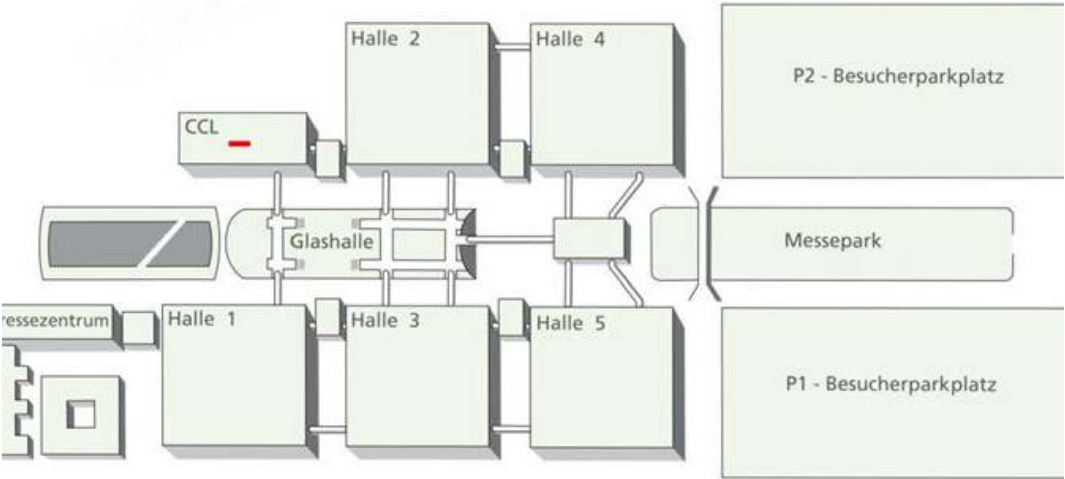 Halle 2
Halle 4
P2 - Besucherparkplatz
CCL
Glashalle
Messepark
ressezentrum
Halle 1
Halle 3
Halle 5
P1 - Besucherparkplatz